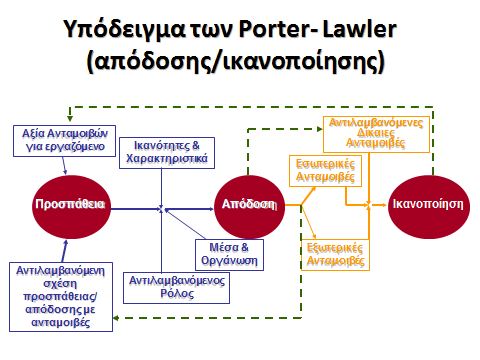 Υπόδειγμα των Porter- Lawler
(απόδοσης/ικανοποίησης)
Αντιλαμβανόμενες
Δίκαιες
Ανταμοιβές
Αξία Ανταμοιβών
για εργαζόμενο
Ικανότητες &
Χαρακτηριστικά
Εσωτερικές
Ανταμοιβές
Προσπάθεια
Απόδοση
Ικανοποίηση
Μέσα &
Οργάνωση
Εξωτερικές
Ανταμοιβές
Αντιλαμβανόμενη
σχέση
προσπάθειας/
απόδοσης με
ανταμοιβές
Αντιλαμβανόμενος
Ρόλος